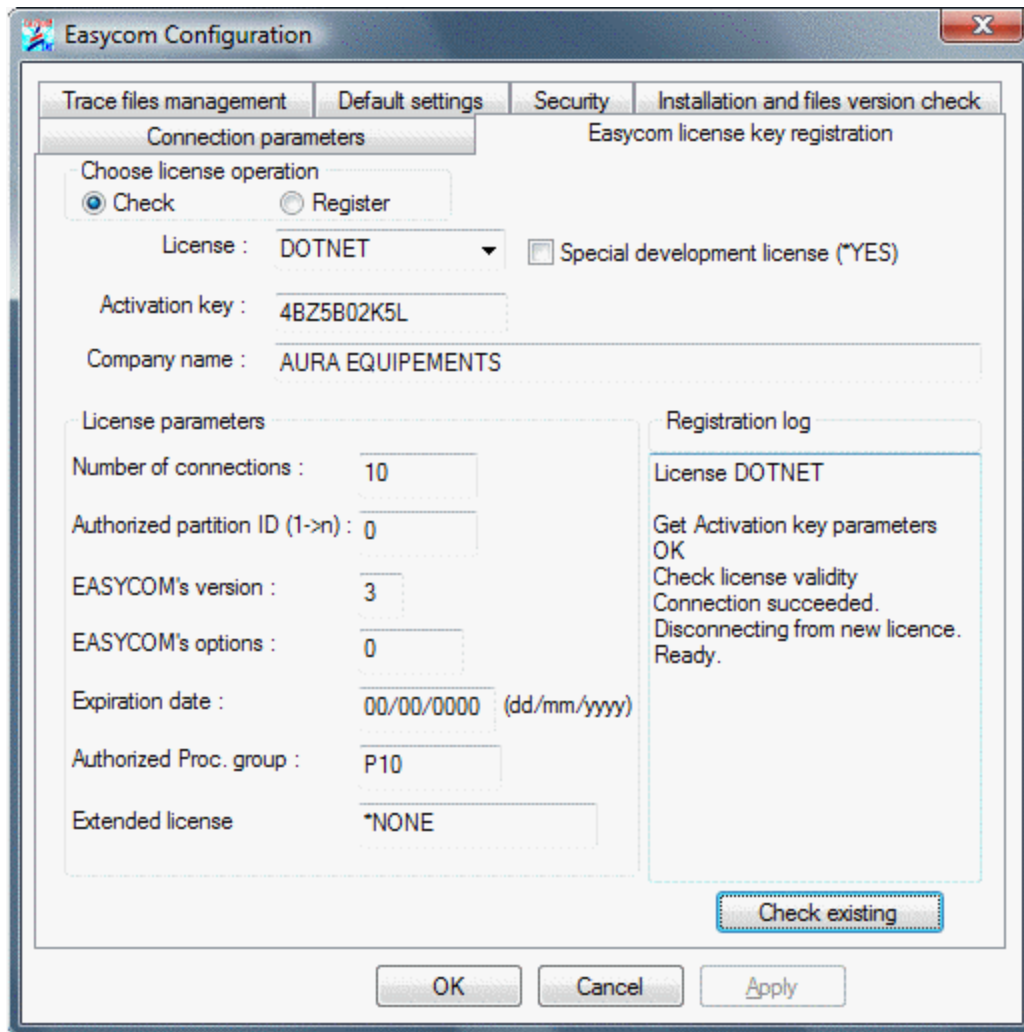 Easycom Configuration
Trace files management
Default settings
Security
Installation and files version check
Connection parameters
Easycom license key registration
Choose license operation
Check
Register
License :
DOTNET
Special development license (*YES)
Activation key :
4BZ5B02K5L
Company name :
AURA EQUIPEMENTS
License parameters
Number of connections :
10
Authorized partition ID (1->n) :
0
EASYCOM's version :
3
EASYCOM's options :
0
Expiration date :
00/00/0000
(dd/mm/yyyy)
Authorized Proc. group :
P10
Extended license
*NONE
Registration log
License DOTNET
Get Activation key parameters
OK
Check license validity
Connection succeeded.
Disconnecting from new licence.
Ready.
Check existing
OK
Cancel
Apply